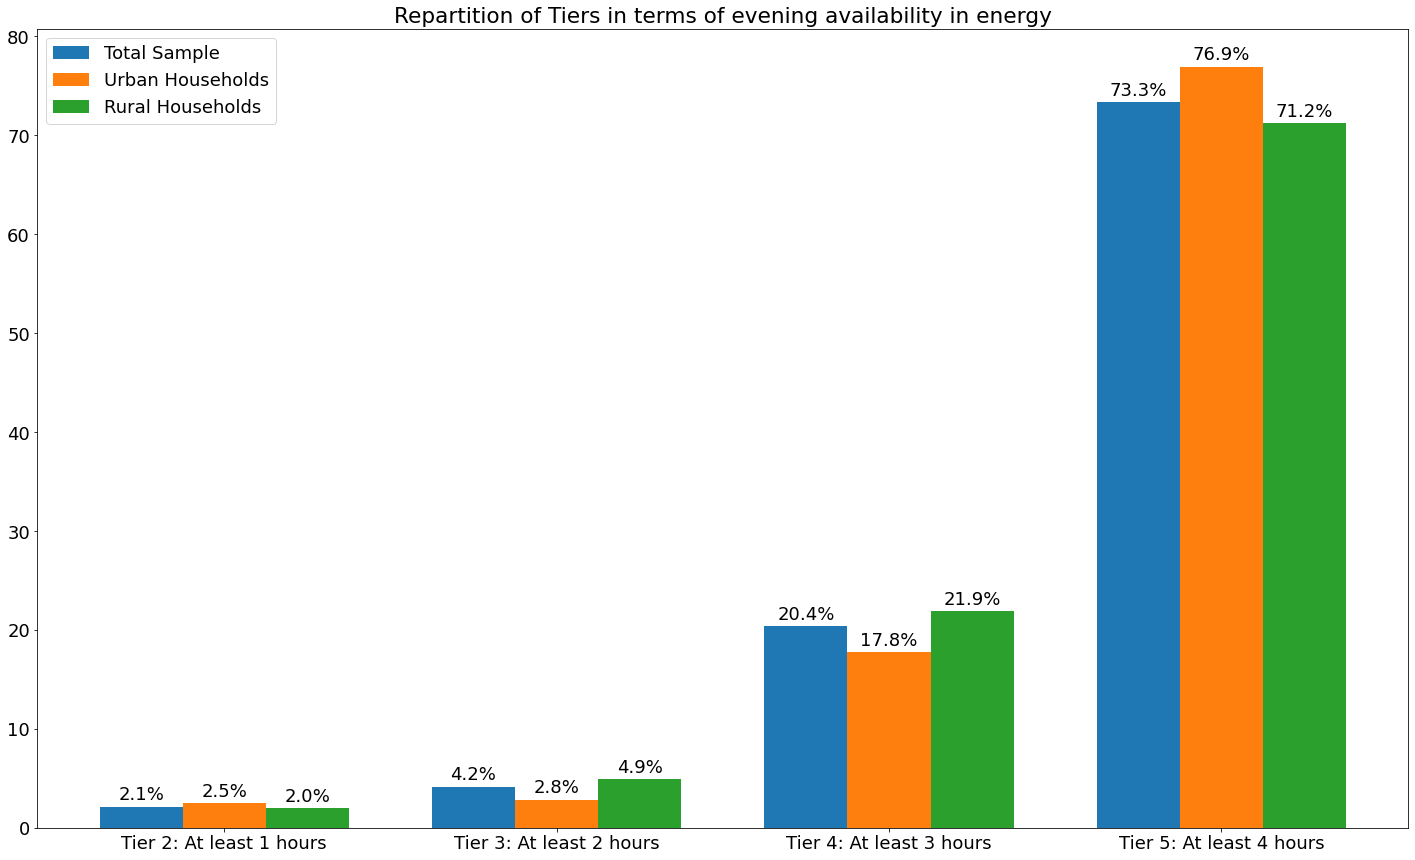 Repartition of Tiers in terms of evening availability in energy
80
70
60
50
40
30
20
10
0
Total Sample
Urban Households
Rural Households
2.1%
2.5%
2.0%
4.2%
2.8%
4.9%
20.4%
17.8%
21.9%
73.3%
76.9%
71.2%
Tier 2: At least 1 hours
Tier 3: At least 2 hours
Tier 4: At least 3 hours
Tier 5: At least 4 hours